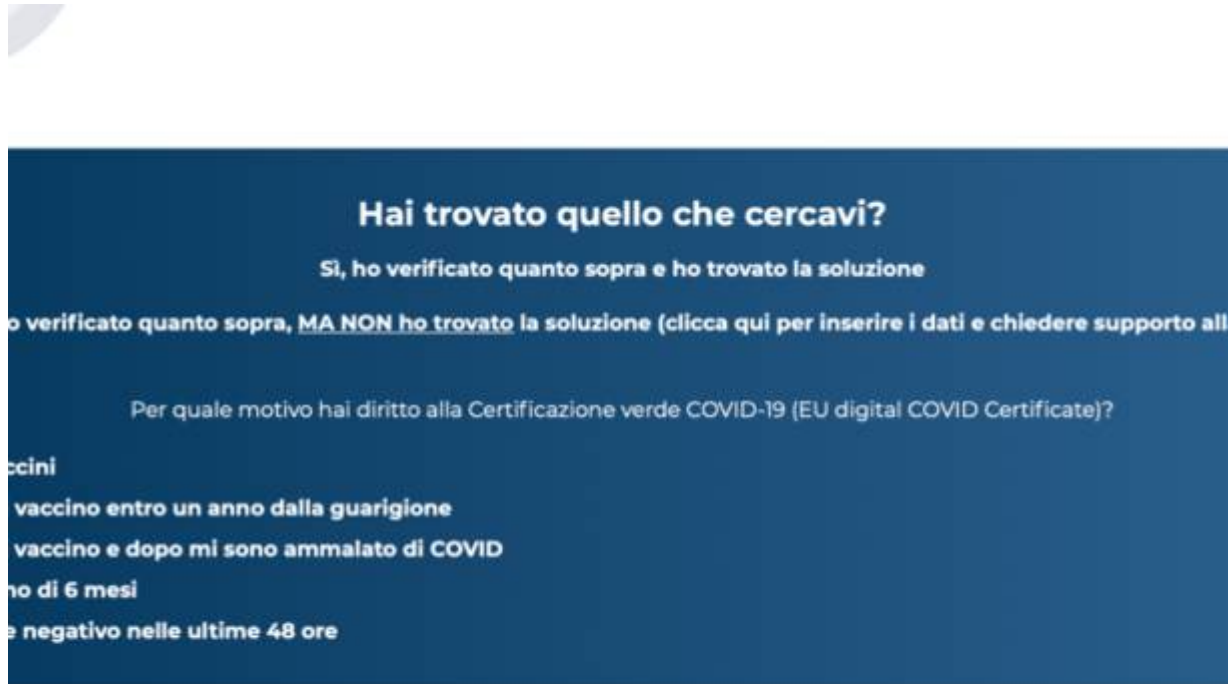 Hai trovato quello che cercavi?
Sì, ho verificato quanto sopra e ho trovato la soluzione
o verificato quanto sopra, MA NON ho trovato la soluzione (clicca qui per inserire i dati e chiedere supporto all
Per quale motivo hai diritto alla Certificazione verde COVID-19 (EU digital COVID Certificate)?
ccini
vaccino entro un anno dalla guarigione
vaccino e dopo mi sono ammalato di COVID
no di 6 mesi
e negativo nelle ultime 48 ore